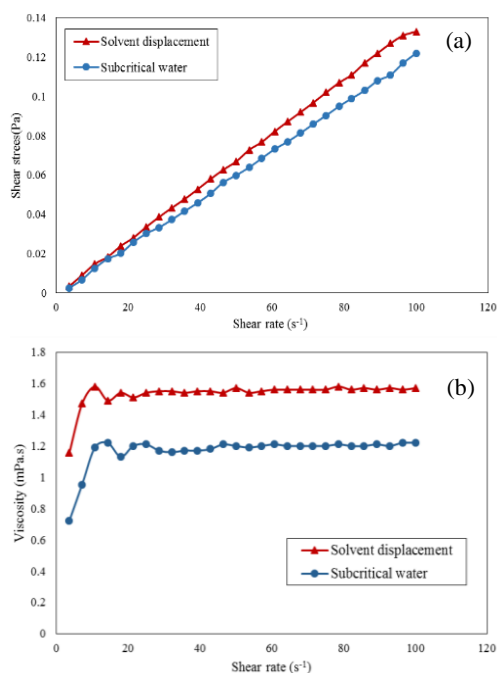 0.14
(a)
Solvent displacement
0.12
Subcritical water
0.1
Shear strees(Pa)
0.08
0.06
0.04
0.02
0
0 20 40 60 80 100 120
Shear rate (s⁻¹)
1.8
(b)
1.6
1.4
1.2
Viscosity (mPa.s)
1
0.8
0.6
Solvent displacement
0.4
Subcritical water
0.2
0
0 20 40 60 80 100 120
Shear rate (s⁻¹)